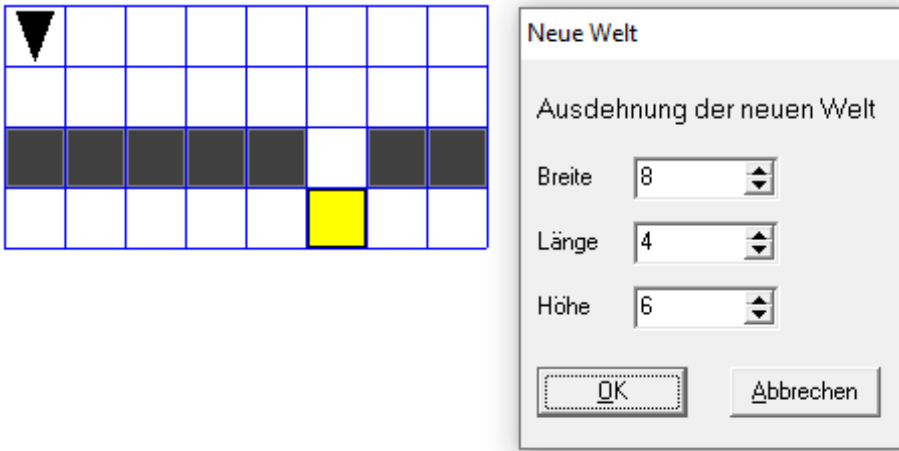 Neue Welt
Ausdehnung der neuen Welt
Breite 8
Länge 4
Höhe 6
OK Abbrechen